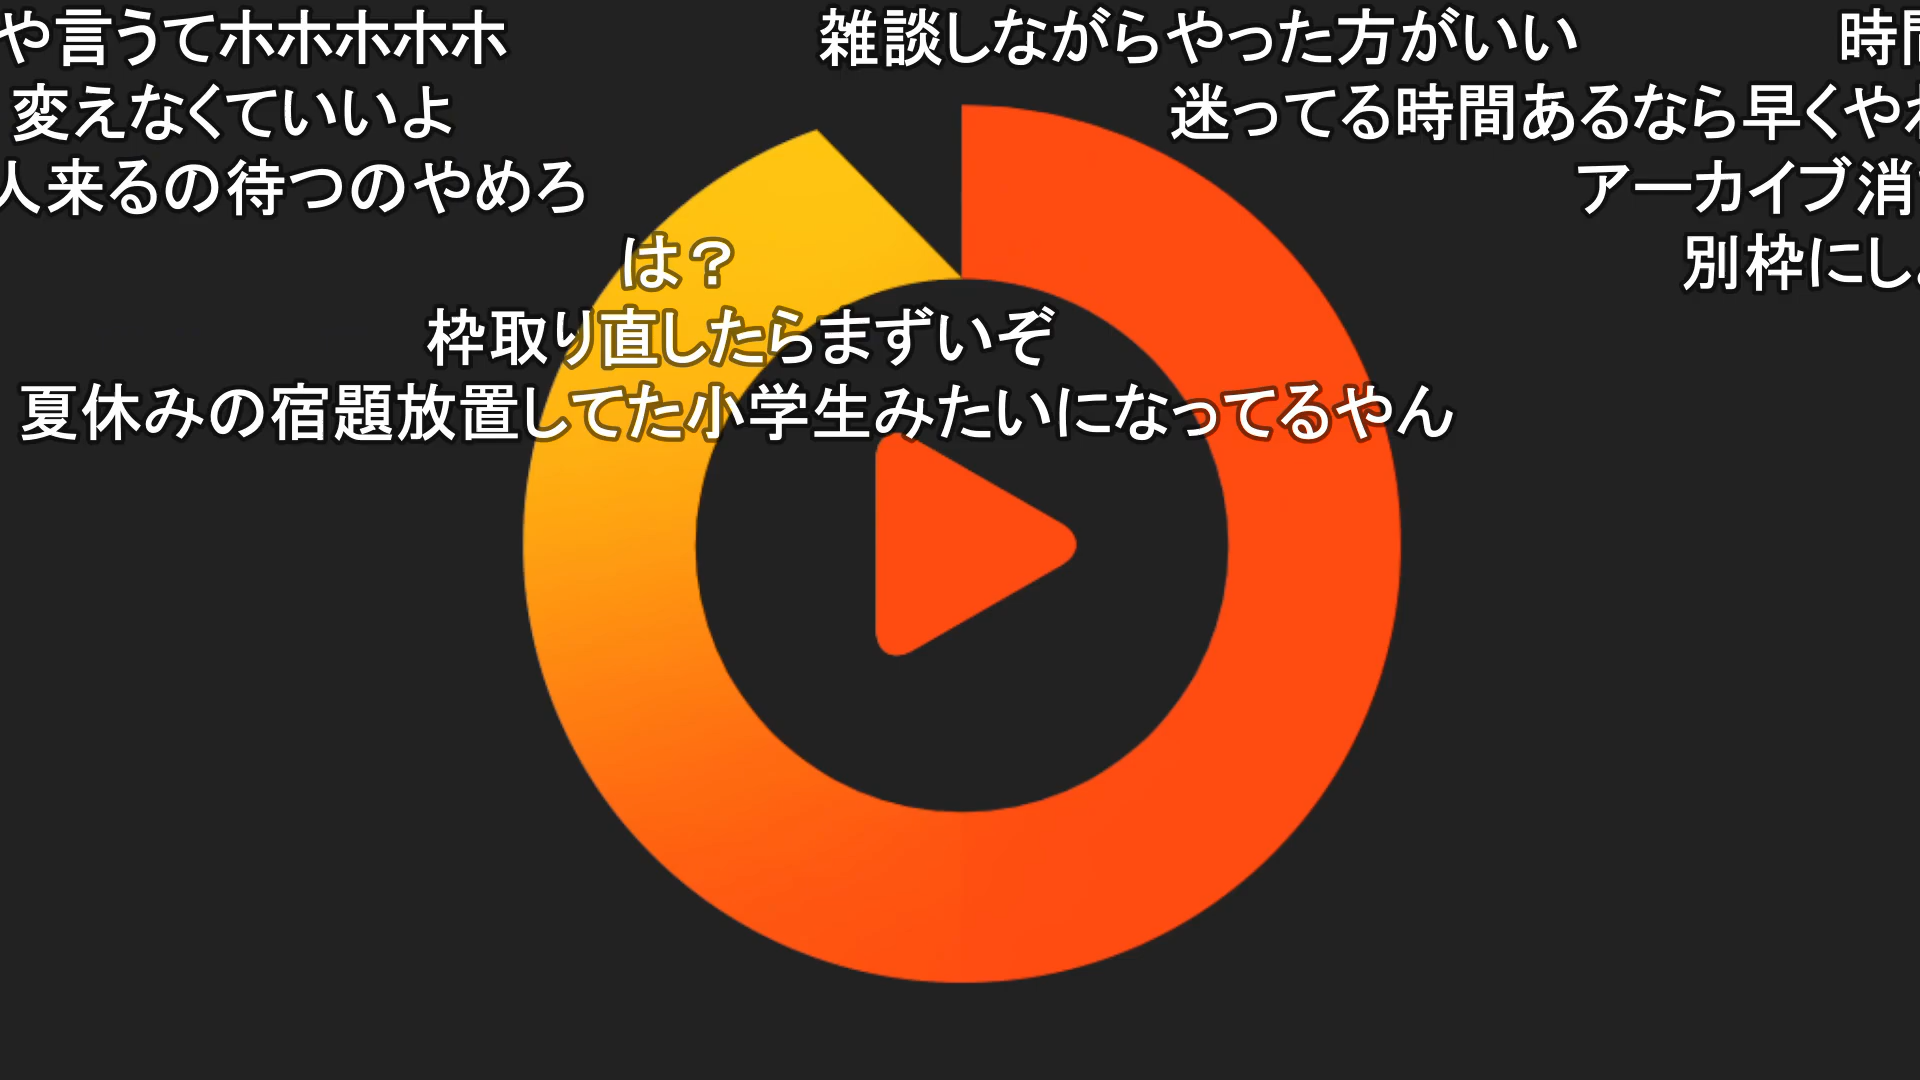 や言うてホホホホホ 雑談しながらやった方がいい 時間
変えなくていいよ 迷ってる時間あるなら早くやれ
人来るの待つのやめろ アーカイブ消
は？ 別枠にし
枠取り直したらまずいぞ
夏休みの宿題放置してた小学生みたいになってるやん